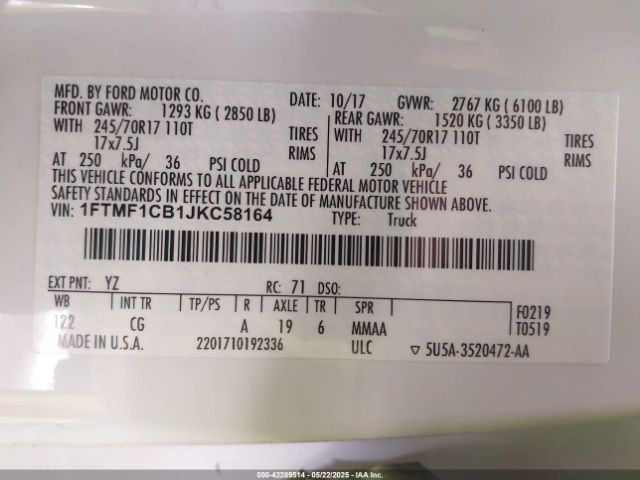 MFD. BY FORD MOTOR CO. DATE: 10/17 GVWR: 2767 KG ( 6100 LB)
FRONT GAWR: 1293 KG ( 2850 LB) REAR GAWR: 1520 KG ( 3350 LB)
WITH 245/70R17 110T TIRES WITH 245/70R17 110T TIRES
17x7.5J RIMS 17x7.5J RIMS
AT 250 kPa/ 36 PSI COLD AT 250 kPa/ 36 PSI COLD
THIS VEHICLE CONFORMS TO ALL APPLICABLE FEDERAL MOTOR VEHICLE
SAFETY STANDARDS IN EFFECT ON THE DATE OF MANUFACTURE SHOWN ABOVE.
VIN: 1FTMF1CB1JKC58164 TYPE: Truck
EXT PNT: YZ RC: 71 DSO:
WB INT TR TP/PS R AXLE TR SPR F0219
122 CG A 19 6 MMAA T0519
MADE IN U.S.A. 2201710192336 ULC ▽ 5U5A-3520472-AA
000-42289514 - 05/22/2025 - IAA Inc.